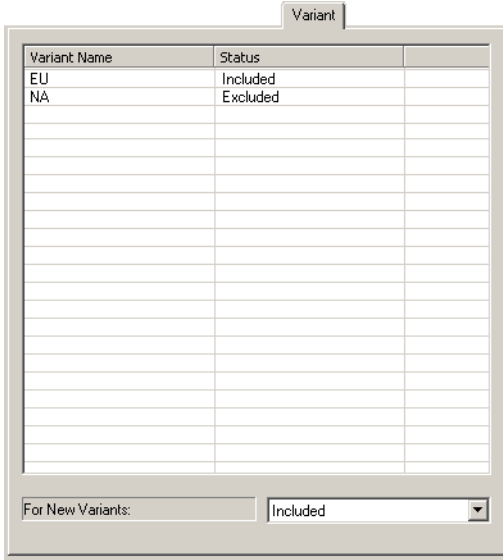 Variant
Variant Name Status
EU Included
NA Excluded
For New Variants: Included